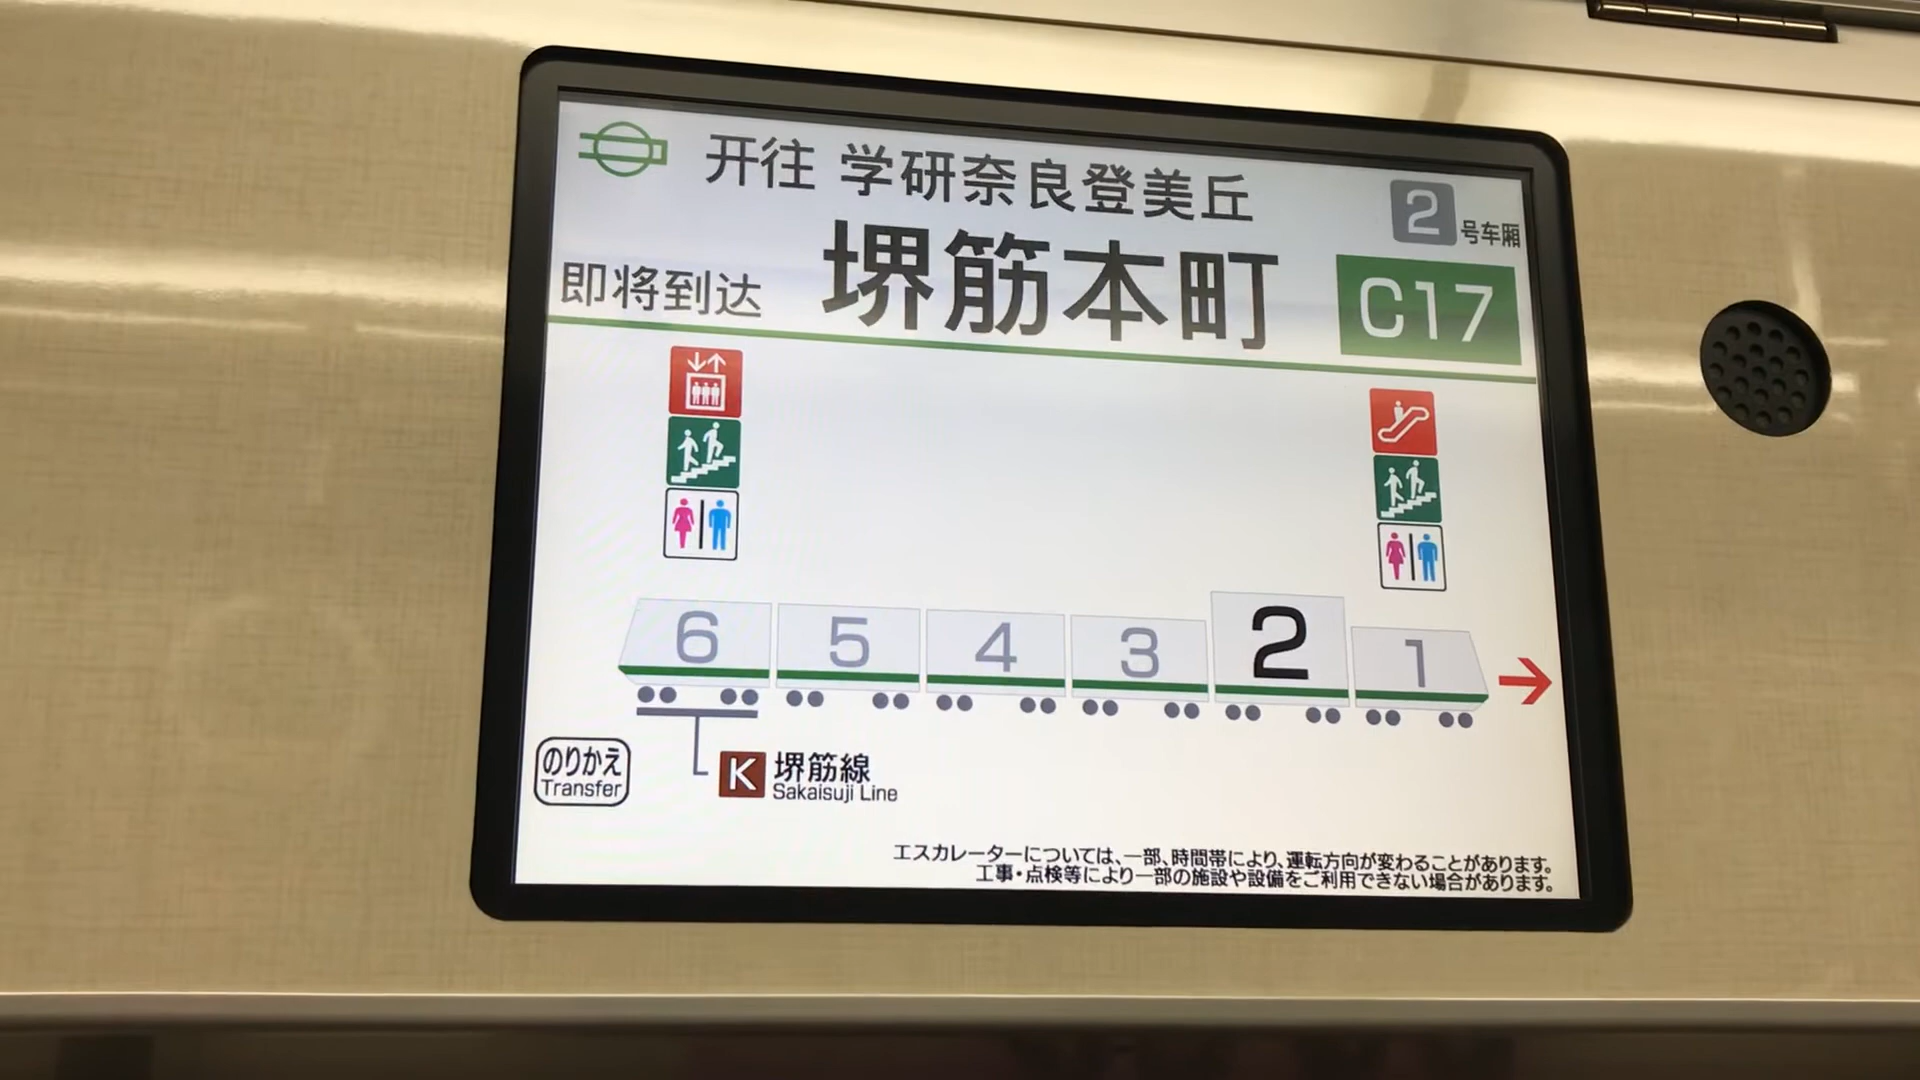 开往 学研奈良登美丘
2 号车厢
即将到达 堺筋本町 C17
6 5 4 3 2 1
のりかえ
Transfer
K 堺筋線
Sakaisuji Line
エスカレーターについては、一部、時間帯により、運転方向が変わることがあります。
工事・点検等により一部の施設や設備をご利用できない場合があります。